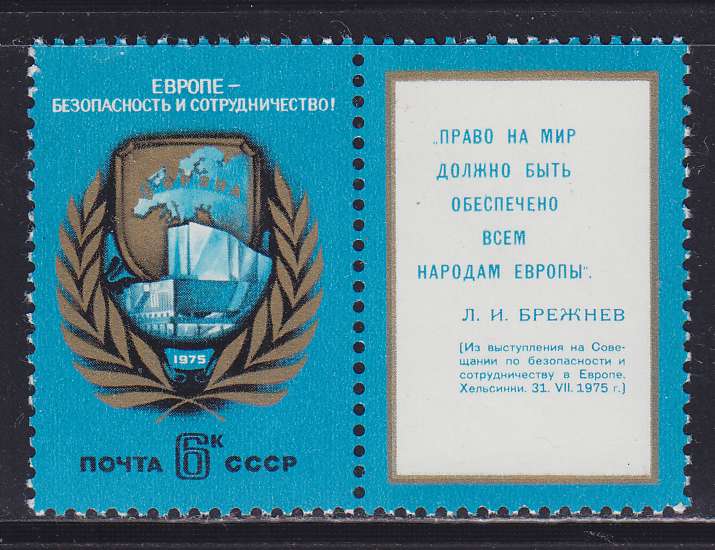 ЕВРОПЕ –
БЕЗОПАСНОСТЬ И СОТРУДНИЧЕСТВО!
1975
ПОЧТА 6К СССР
„ПРАВО НА МИР
ДОЛЖНО БЫТЬ
ОБЕСПЕЧЕНО
ВСЕМ
НАРОДАМ ЕВРОПЫ".
Л. И. БРЕЖНЕВ
(Из выступления на Сове-
щании по безопасности и
сотрудничеству в Европе.
Хельсинки. 31. VII. 1975 г.)